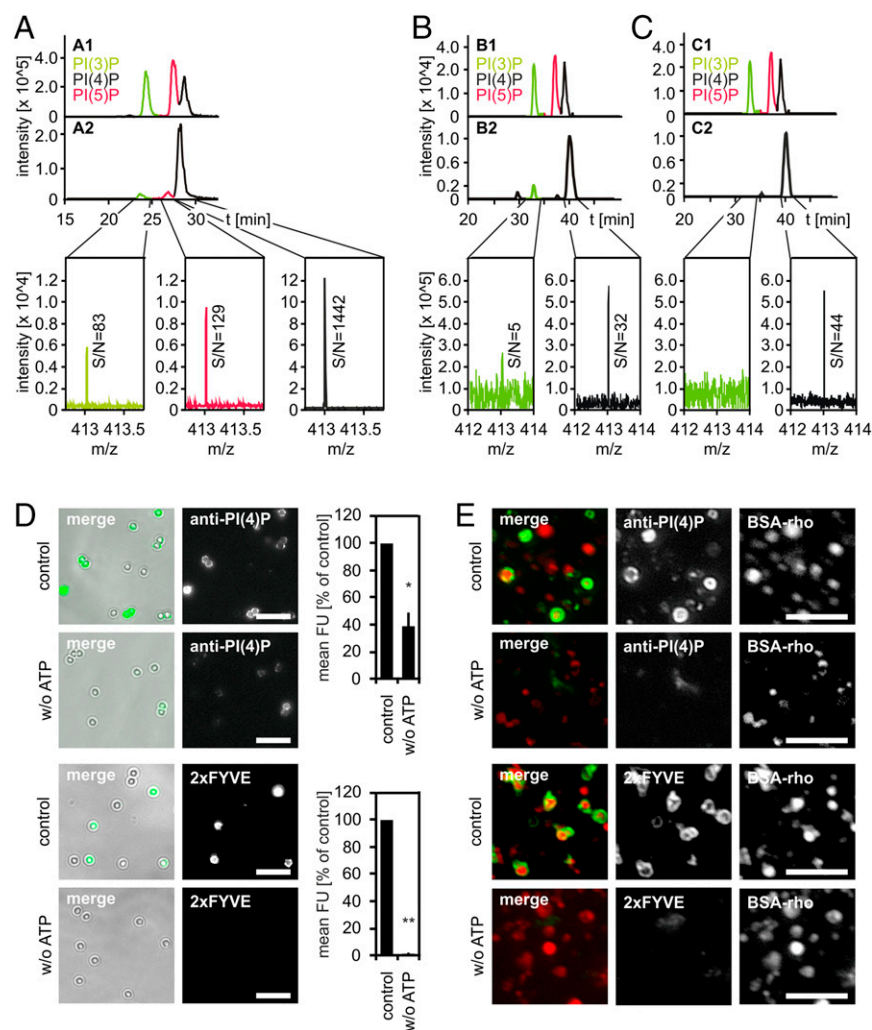 A
B
C
A1
PI(3)P
PI(4)P
PI(5)P
B1
PI(3)P
PI(4)P
PI(5)P
C1
PI(3)P
PI(4)P
PI(5)P
intensity [x 10^5]
4.0
2.0
0
A2
2.0
1.0
0
15 20 25 30 t [min]
intensity [x 10^4]
4.0
2.0
0
B2
1.0
0.5
0.2
0
20 30 40 t [min]
intensity [x 10^4]
4.0
2.0
0
C2
1.0
0.5
0
20 30 40 t [min]
intensity [x 10^4]
1.2
1.0
0.8
0.6
0.4
0.2
0
S/N=83
413 413.5
m/z
1.2
1.0
0.8
0.6
0.4
0.2
0
S/N=129
413 413.5
m/z
10
8
6
4
2
0
S/N=1442
413 413.5
m/z
intensity [x 10^5]
6.0
5.0
4.0
3.0
2.0
1.0
0
S/N=5
412 413 414
m/z
6.0
5.0
4.0
3.0
2.0
1.0
0
S/N=32
412 413 414
m/z
6.0
5.0
4.0
3.0
2.0
1.0
0
412 413 414
m/z
6.0
5.0
4.0
3.0
2.0
1.0
0
S/N=44
412 413 414
m/z
D
control
merge
anti-PI(4)P
w/o ATP
merge
anti-PI(4)P
mean FU [% of control]
120
100
80
60
40
20
0
*
control
w/o ATP
control
merge
2xFYVE
w/o ATP
merge
2xFYVE
mean FU [% of control]
120
100
80
60
40
20
0
**
control
w/o ATP
E
control
merge
anti-PI(4)P
BSA-rho
w/o ATP
merge
anti-PI(4)P
BSA-rho
control
merge
2xFYVE
BSA-rho
w/o ATP
merge
2xFYVE
BSA-rho